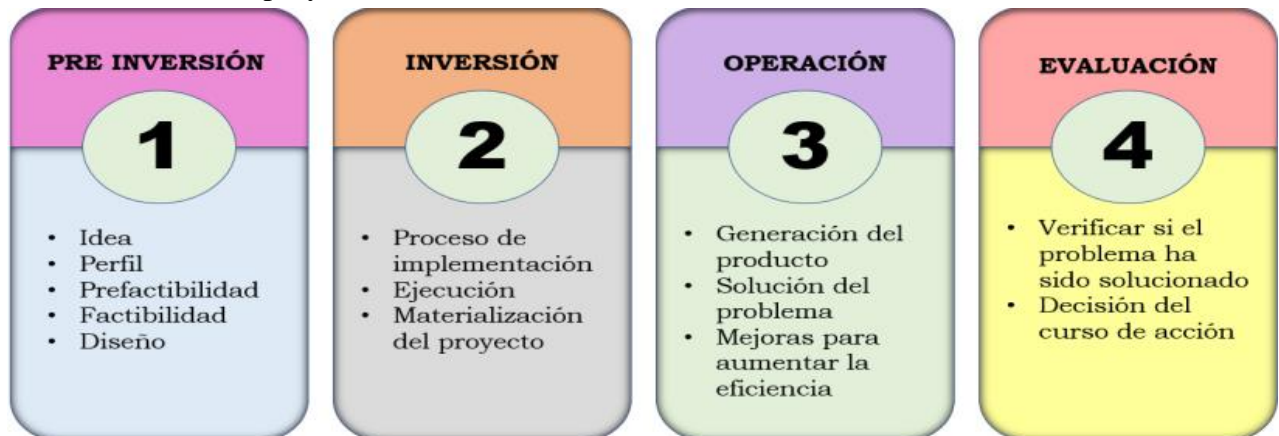 PRE INVERSIÓN
1
• Idea
• Perfil
• Prefactibilidad
• Factibilidad
• Diseño
INVERSIÓN
2
• Proceso de
implementación
• Ejecución
• Materialización
del proyecto
OPERACIÓN
3
• Generación del
producto
• Solución del
problema
• Mejoras para
aumentar la
eficiencia
EVALUACIÓN
4
• Verificar si el
problema ha
sido solucionado
• Decisión del
curso de acción